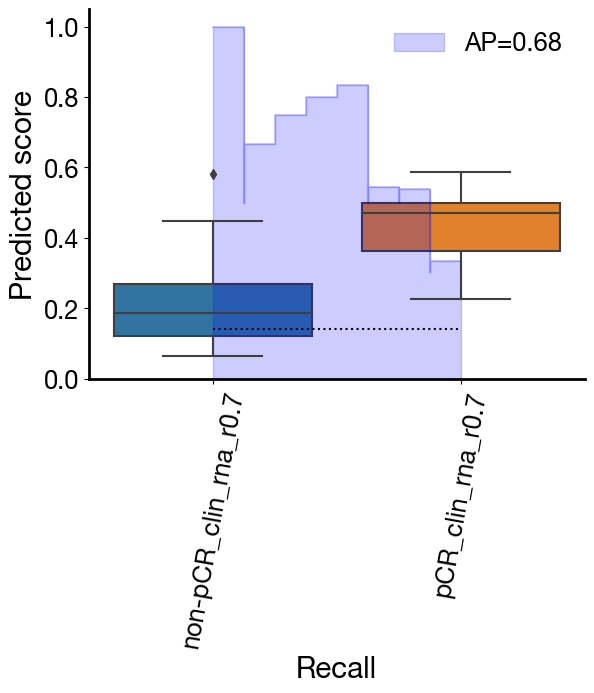 1.0
AP=0.68
0.8
0.6
0.4
0.2
0.0
Predicted score
non-pCR_clin_rna_r0.7
pCR_clin_rna_r0.7
Recall